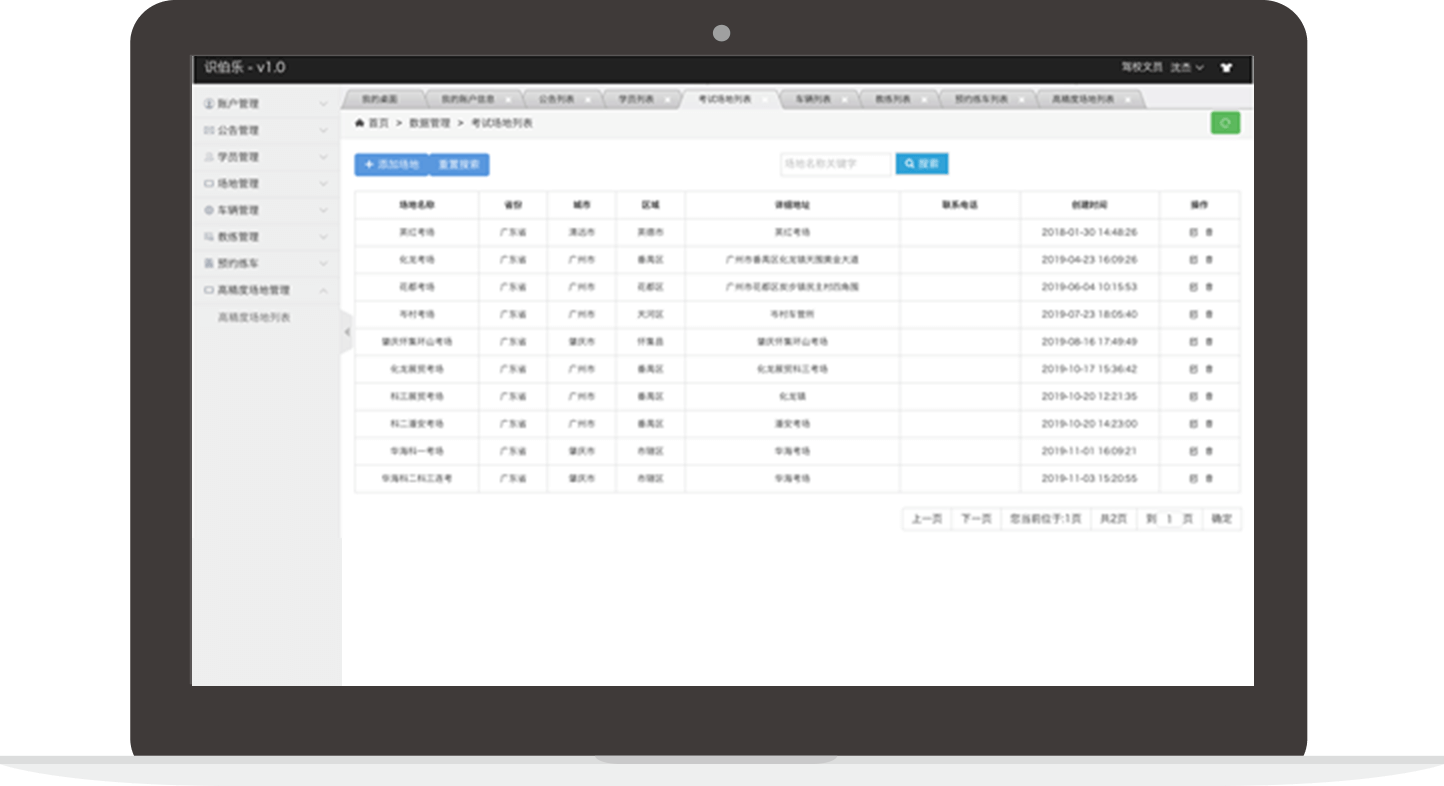 识伯乐 - v1.0
驾校文员 沈杰
账户管理
公告管理
学员管理
场地管理
车辆管理
教练管理
预约练车
高精度场地管理
高精度场地列表
我的桌面 我的账户信息 公告列表 学员列表 考试场地列表 车辆列表 教练列表 预约练车列表 高精度场地列表
首页 > 数据管理 > 考试场地列表
添加场地 重置搜索 场地名称关键字 搜索
场地名称 省份 城市 区域 详细地址 联系电话 创建时间 操作
英红考场 广东省 清远市 英德市 英红考场 2018-01-30 14:48:26
化龙考场 广东省 广州市 番禺区 广州市番禺区化龙镇大围黄金大道 2019-04-23 16:09:26
花都考场 广东省 广州市 花都区 广州市花都区炭步镇民主村四角围 2019-06-04 10:15:53
岑村考场 广东省 广州市 天河区 岑村车管所 2019-07-23 18:05:40
肇庆怀集环山考场 广东省 肇庆市 怀集县 肇庆怀集环山考场 2019-08-16 17:49:49
化龙展贸考场 广东省 广州市 番禺区 化龙展贸科三考场 2019-10-17 15:36:42
科三展贸考场 广东省 广州市 番禺区 化龙镇 2019-10-20 12:21:35
科二潘安考场 广东省 广州市 番禺区 潘安考场 2019-10-20 14:23:00
华海科一考场 广东省 肇庆市 市辖区 华海考场 2019-11-01 16:09:21
华海科二科三连考 广东省 肇庆市 市辖区 华海考场 2019-11-03 15:20:55
上一页 下一页 您当前位于:1页 共2页 到 1 页 确定